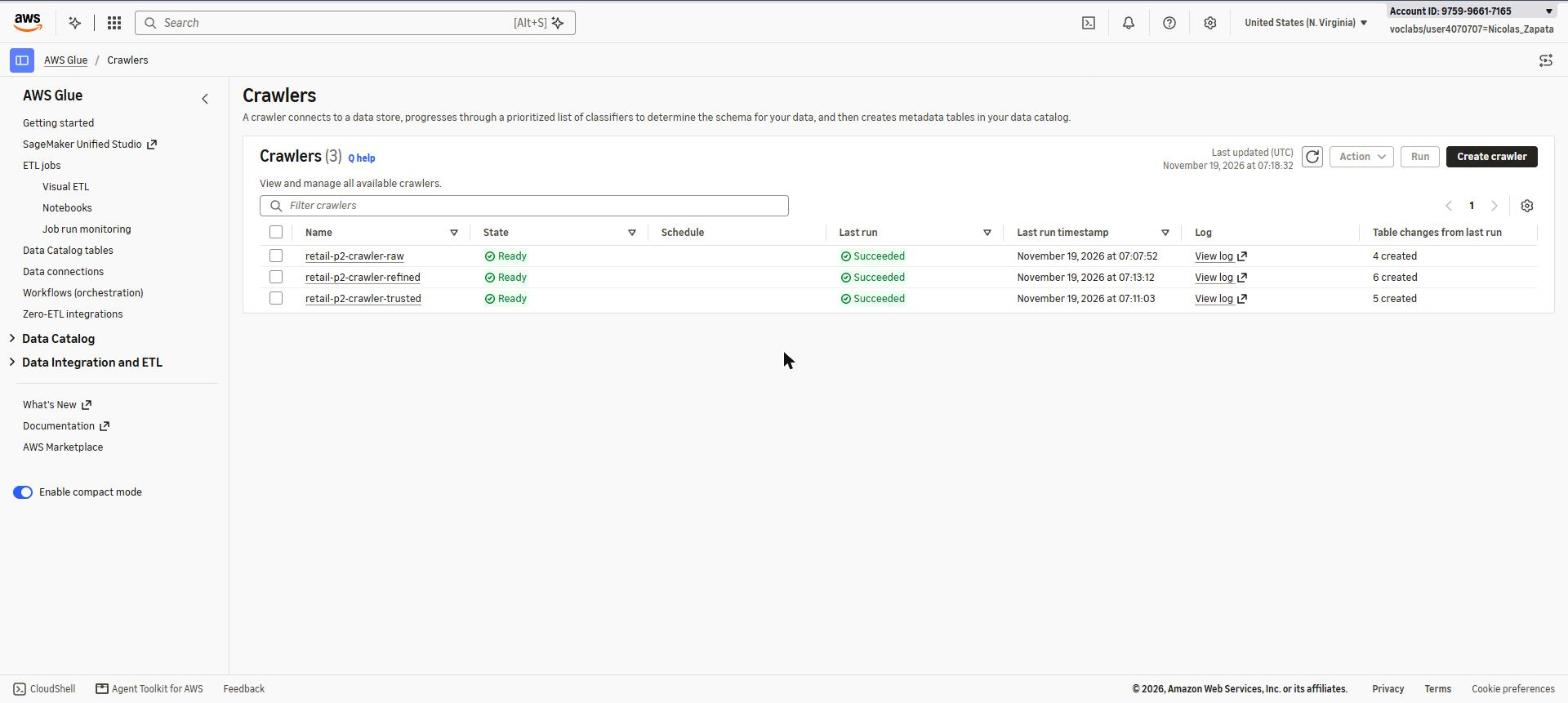 aws
Search [Alt+S]
United States (N. Virginia)
Account ID: 9759-9661-7165
voclabs/user4070707=Nicolas_Zapata
AWS Glue / Crawlers
AWS Glue
Getting started
SageMaker Unified Studio
ETL jobs
Visual ETL
Notebooks
Job run monitoring
Data Catalog tables
Data connections
Workflows (orchestration)
Zero-ETL integrations
Data Catalog
Data Integration and ETL
What's New
Documentation
AWS Marketplace
Enable compact mode
Crawlers
A crawler connects to a data store, progresses through a prioritized list of classifiers to determine the schema for your data, and then creates metadata tables in your data catalog.
Crawlers (3) Q help
Last updated (UTC)
November 19, 2026 at 07:18:32
Action
Run
Create crawler
View and manage all available crawlers.
Filter crawlers
1
Name State Schedule Last run Last run timestamp Log Table changes from last run
retail-p2-crawler-raw Ready Succeeded November 19, 2026 at 07:07:52 View log 4 created
retail-p2-crawler-refined Ready Succeeded November 19, 2026 at 07:13:12 View log 6 created
retail-p2-crawler-trusted Ready Succeeded November 19, 2026 at 07:11:03 View log 5 created
CloudShell Agent Toolkit for AWS Feedback © 2026, Amazon Web Services, Inc. or its affiliates. Privacy Terms Cookie preferences